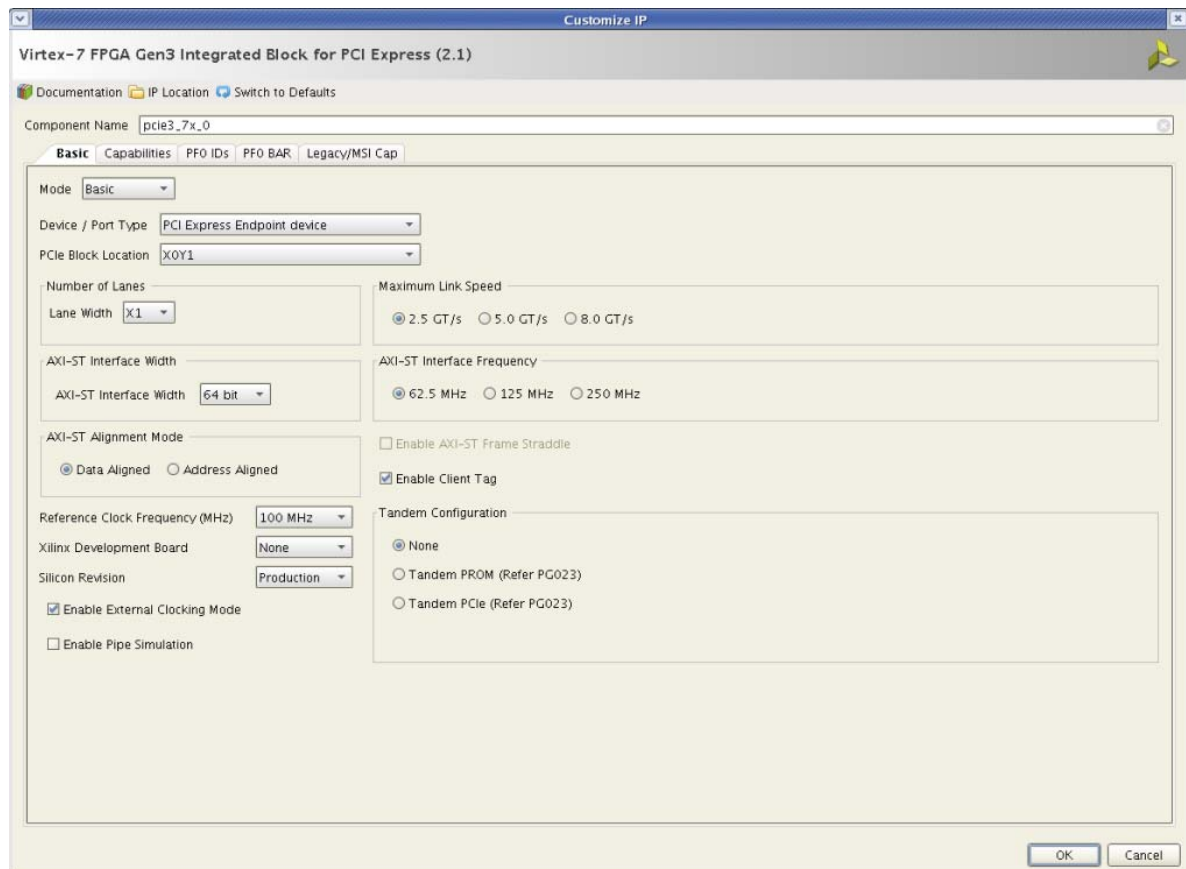 Customize IP
Virtex-7 FPGA Gen3 Integrated Block for PCI Express (2.1)
Documentation IP Location Switch to Defaults
Component Name pcie3_7x_0
Basic Capabilities PF0 IDs PF0 BAR Legacy/MSI Cap
Mode Basic
Device / Port Type PCI Express Endpoint device
PCIe Block Location X0Y1
Number of Lanes
Lane Width X1
Maximum Link Speed
2.5 GT/s 5.0 GT/s 8.0 GT/s
AXI-ST Interface Width
AXI-ST Interface Width 64 bit
AXI-ST Interface Frequency
62.5 MHz 125 MHz 250 MHz
AXI-ST Alignment Mode
Data Aligned Address Aligned
Enable AXI-ST Frame Straddle
Enable Client Tag
Reference Clock Frequency (MHz) 100 MHz
Xilinx Development Board None
Silicon Revision Production
Enable External Clocking Mode
Enable Pipe Simulation
Tandem Configuration
None
Tandem PROM (Refer PG023)
Tandem PCIe (Refer PG023)
OK Cancel